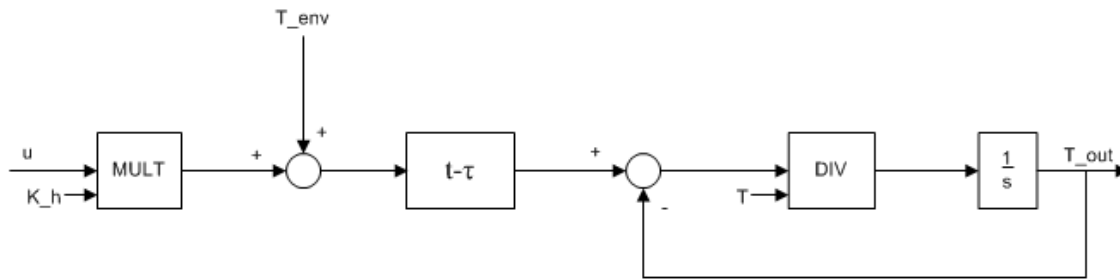 T_env
+
u
MULT
K_h
+
t-τ
+
-
DIV
T
1
s
T_out